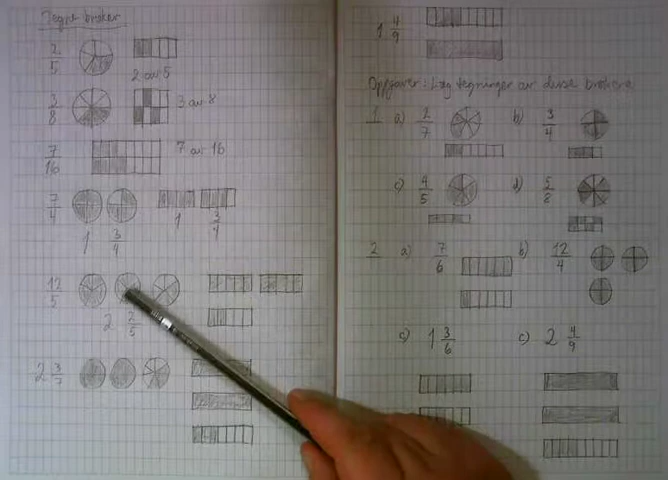 Tegne brøker
2/5
2 av 5
3/8
3 av 8
7/16
7 av 16
7/4
1 3/4
1 3/4
12/5
2 2/5
2 3/7
1 4/9
Oppgaver: Lag tegninger av disse brøkene
1 a) 2/7 b) 3/4
c) 4/5 d) 5/8
2 a) 7/6 b) 12/4
c) 1 3/6 c) 2 4/9